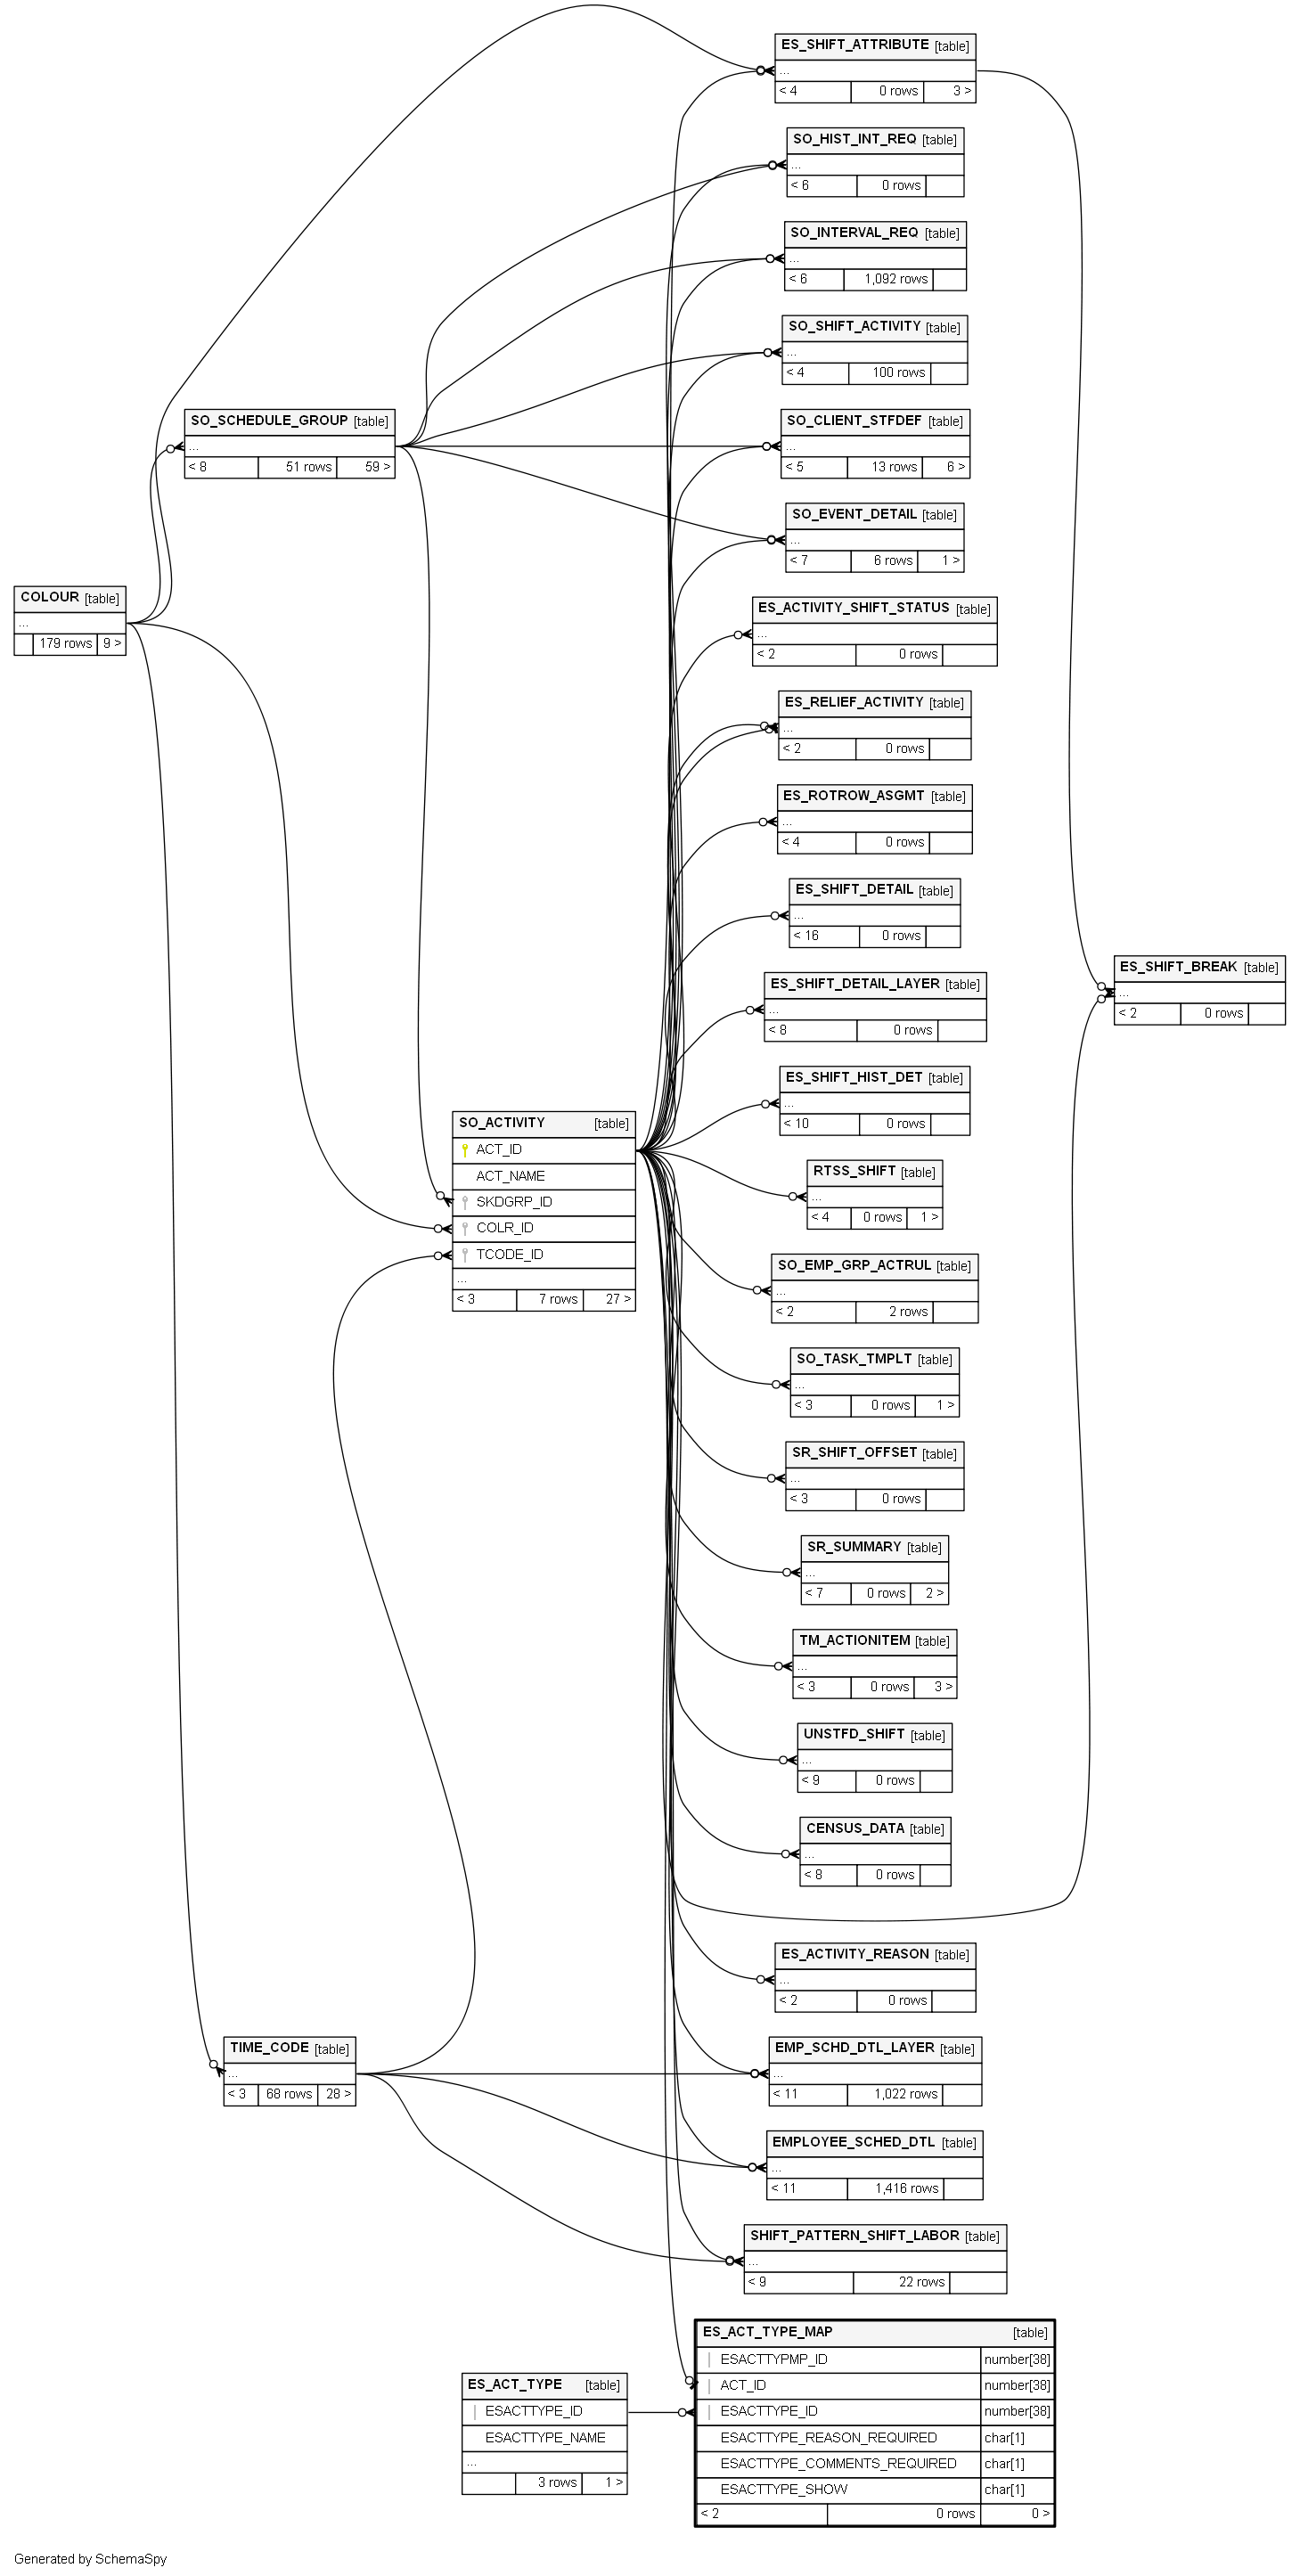 ES_SHIFT_ATTRIBUTE [table]
...
< 4 0 rows 3 >
SO_HIST_INT_REQ [table]
...
< 6 0 rows
SO_INTERVAL_REQ [table]
...
< 6 1,092 rows
SO_SHIFT_ACTIVITY [table]
...
< 4 100 rows
SO_SCHEDULE_GROUP [table]
...
< 8 51 rows 59 >
SO_CLIENT_STFDEF [table]
...
< 5 13 rows 6 >
SO_EVENT_DETAIL [table]
...
< 7 6 rows 1 >
COLOUR [table]
...
179 rows 9 >
ES_ACTIVITY_SHIFT_STATUS [table]
...
< 2 0 rows
ES_RELIEF_ACTIVITY [table]
...
< 2 0 rows
ES_ROTROW_ASGMT [table]
...
< 4 0 rows
ES_SHIFT_DETAIL [table]
...
< 16 0 rows
ES_SHIFT_BREAK [table]
...
< 2 0 rows
ES_SHIFT_DETAIL_LAYER [table]
...
< 8 0 rows
ES_SHIFT_HIST_DET [table]
...
< 10 0 rows
SO_ACTIVITY [table]
ACT_ID
ACT_NAME
SKDGRP_ID
COLR_ID
TCODE_ID
...
< 3 7 rows 27 >
RTSS_SHIFT [table]
...
< 4 0 rows 1 >
SO_EMP_GRP_ACTRUL [table]
...
< 2 2 rows
SO_TASK_TMPLT [table]
...
< 3 0 rows 1 >
SR_SHIFT_OFFSET [table]
...
< 3 0 rows
SR_SUMMARY [table]
...
< 7 0 rows 2 >
TM_ACTIONITEM [table]
...
< 3 0 rows 3 >
UNSTFD_SHIFT [table]
...
< 9 0 rows
CENSUS_DATA [table]
...
< 8 0 rows
ES_ACTIVITY_REASON [table]
...
< 2 0 rows
TIME_CODE [table]
...
< 3 68 rows 28 >
EMP_SCHD_DTL_LAYER [table]
...
< 11 1,022 rows
EMPLOYEE_SCHED_DTL [table]
...
< 11 1,416 rows
SHIFT_PATTERN_SHIFT_LABOR [table]
...
< 9 22 rows
ES_ACT_TYPE [table]
ESACTTYPE_ID
ESACTTYPE_NAME
...
3 rows 1 >
ES_ACT_TYPE_MAP [table]
ESACTTYPMP_ID number[38]
ACT_ID number[38]
ESACTTYPE_ID number[38]
ESACTTYPE_REASON_REQUIRED char[1]
ESACTTYPE_COMMENTS_REQUIRED char[1]
ESACTTYPE_SHOW char[1]
< 2 0 rows 0 >
Generated by SchemaSpy